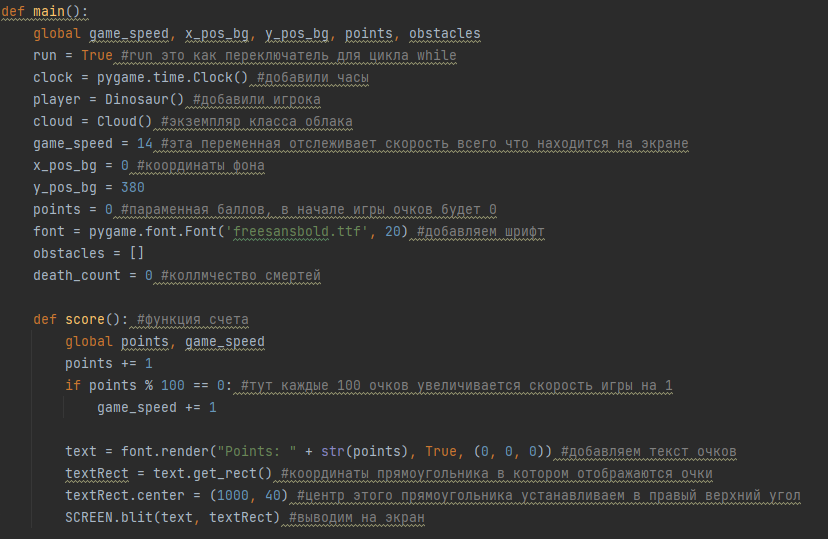 def main():
    global game_speed, x_pos_bg, y_pos_bg, points, obstacles
    run = True #run это как переключатель для цикла while
    clock = pygame.time.Clock() #добавили часы
    player = Dinosaur() #добавили игрока
    cloud = Cloud() #экземпляр класса облака
    game_speed = 14 #эта переменная отслеживает скорость всего что находится на экране
    x_pos_bg = 0 #координаты фона
    y_pos_bg = 380
    points = 0 #параменная баллов, в начале игры очков будет 0
    font = pygame.font.Font('freesansbold.ttf', 20) #добавляем шрифт
    obstacles = []
    death_count = 0 #коллмчество смертей

    def score(): #функция счета
        global points, game_speed
        points += 1
        if points % 100 == 0: #тут каждые 100 очков увеличивается скорость игры на 1
            game_speed += 1

        text = font.render("Points: " + str(points), True, (0, 0, 0)) #добавляем текст очков
        textRect = text.get_rect() #координаты прямоугольника в котором отображаются очки
        textRect.center = (1000, 40) #центр этого прямоугольника устанавливаем в правый верхний угол
        SCREEN.blit(text, textRect) #выводим на экран